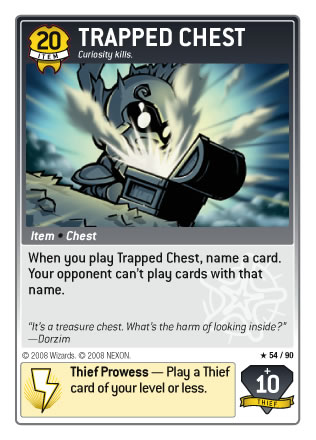 20
ITEM
TRAPPED CHEST
Curiosity kills.
Item • Chest
When you play Trapped Chest, name a card.
Your opponent can't play cards with that
name.
"It's a treasure chest. What's the harm of looking inside?"
—Dorzim
© 2008 Wizards. © 2008 NEXON.
★ 54 / 90
Thief Prowess — Play a Thief
card of your level or less.
+
10
THIEF